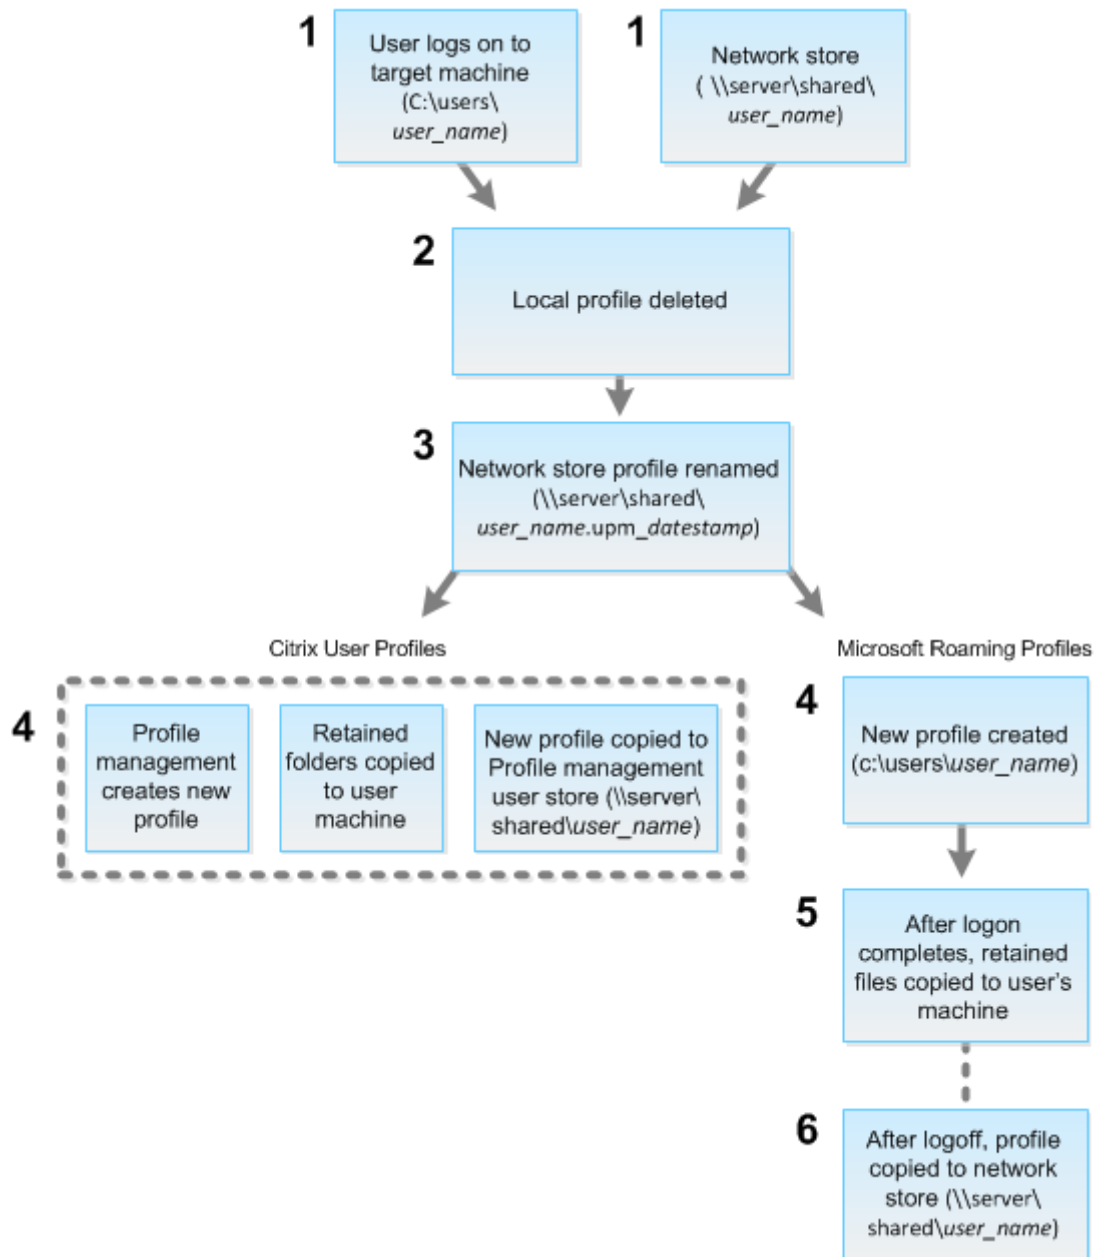 1
User logs on to
target machine
(C:\users\
user_name)
1
Network store
( \\server\shared\
user_name)
2
Local profile deleted
3
Network store profile renamed
(\\server\shared\
user_name.upm_datestamp)
Citrix User Profiles
4
Profile
management
creates new
profile
Retained
folders copied
to user
machine
New profile copied to
Profile management
user store (\\server\
shared\user_name)
Microsoft Roaming Profiles
4
New profile created
(c:\users\user_name)
5
After logon
completes, retained
files copied to user's
machine
6
After logoff, profile
copied to network
store (\\server\
shared\user_name)